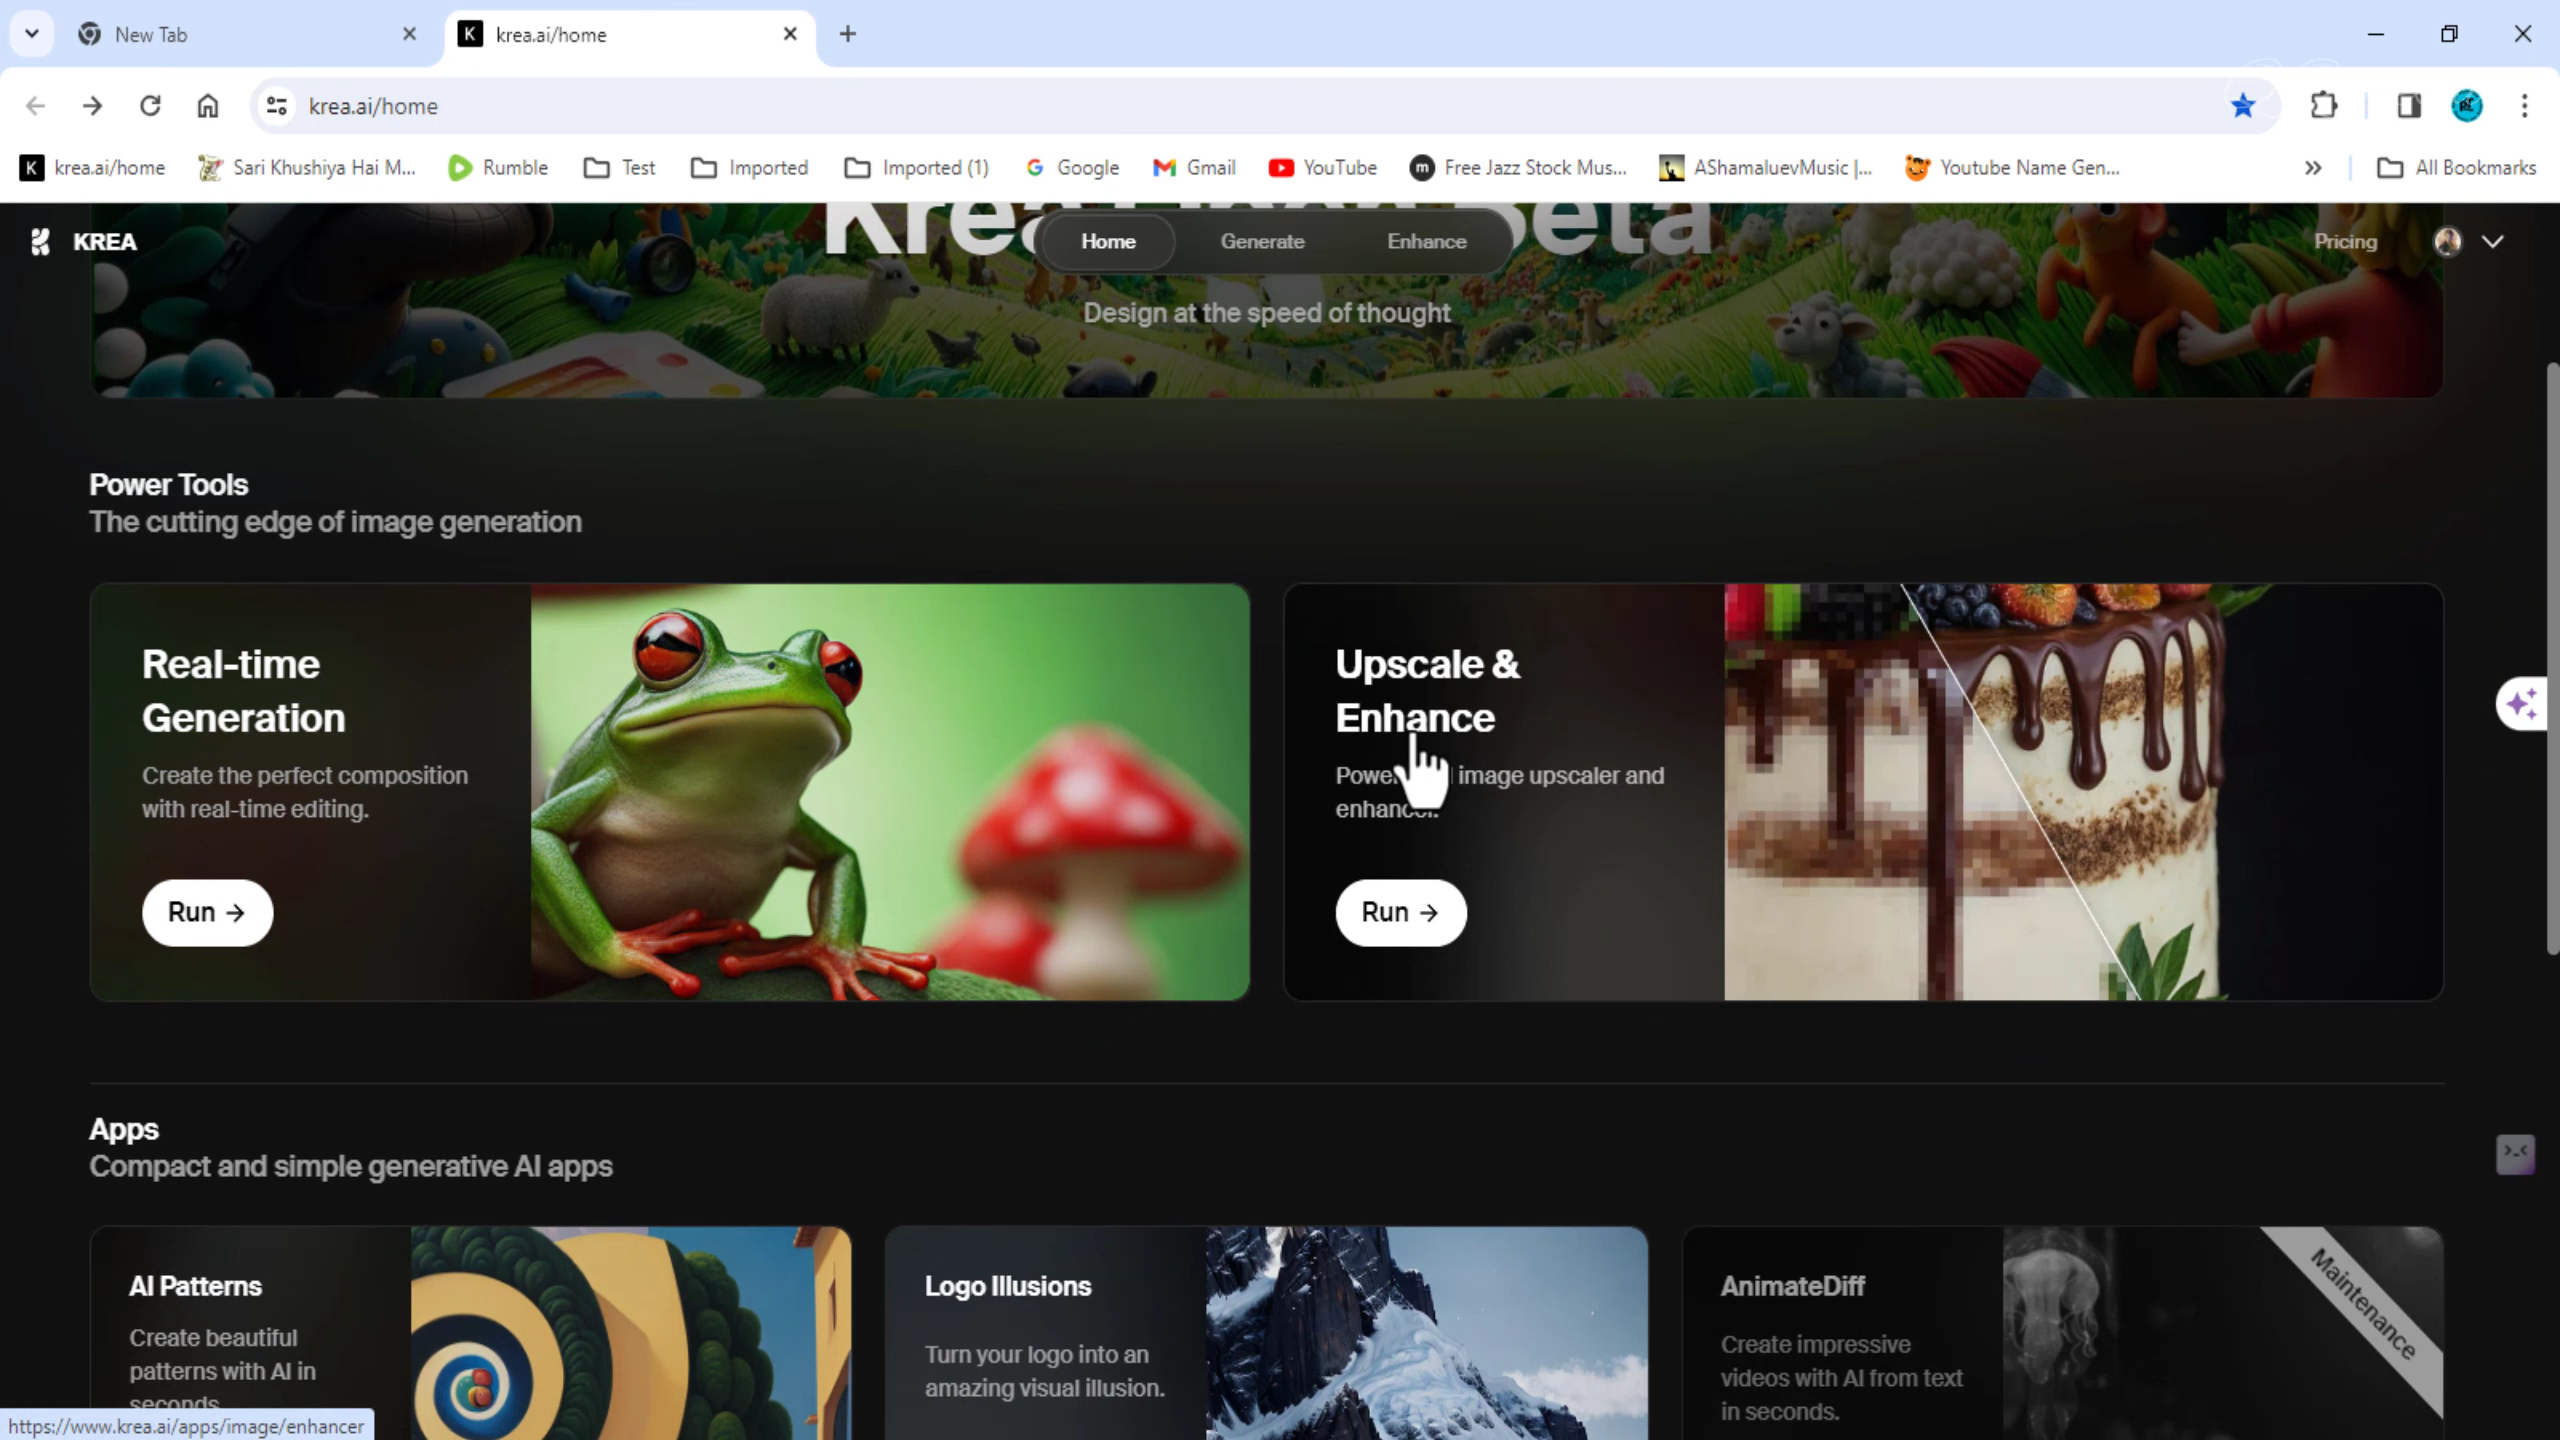 New Tab
krea.ai/home
krea.ai/home
krea.ai/home
Sari Khushiya Hai M...
Rumble
Test
Imported
Imported (1)
Google
Gmail
YouTube
Free Jazz Stock Mus...
AShamaluevMusic |...
Youtube Name Gen...
All Bookmarks
KREA
Home
Generate
Enhance
Pricing
Beta
Design at the speed of thought
Power Tools
The cutting edge of image generation
Real-time
Generation
Create the perfect composition
with real-time editing.
Run →
Upscale &
Enhance
image upscaler and
enhancer.
Run →
Apps
Compact and simple generative AI apps
AI Patterns
Create beautiful
patterns with AI in
seconds
Logo Illusions
Turn your logo into an
amazing visual illusion.
AnimateDiff
Create impressive
videos with AI from text
in seconds.
Maintenance
https://www.krea.ai/apps/image/enhancer